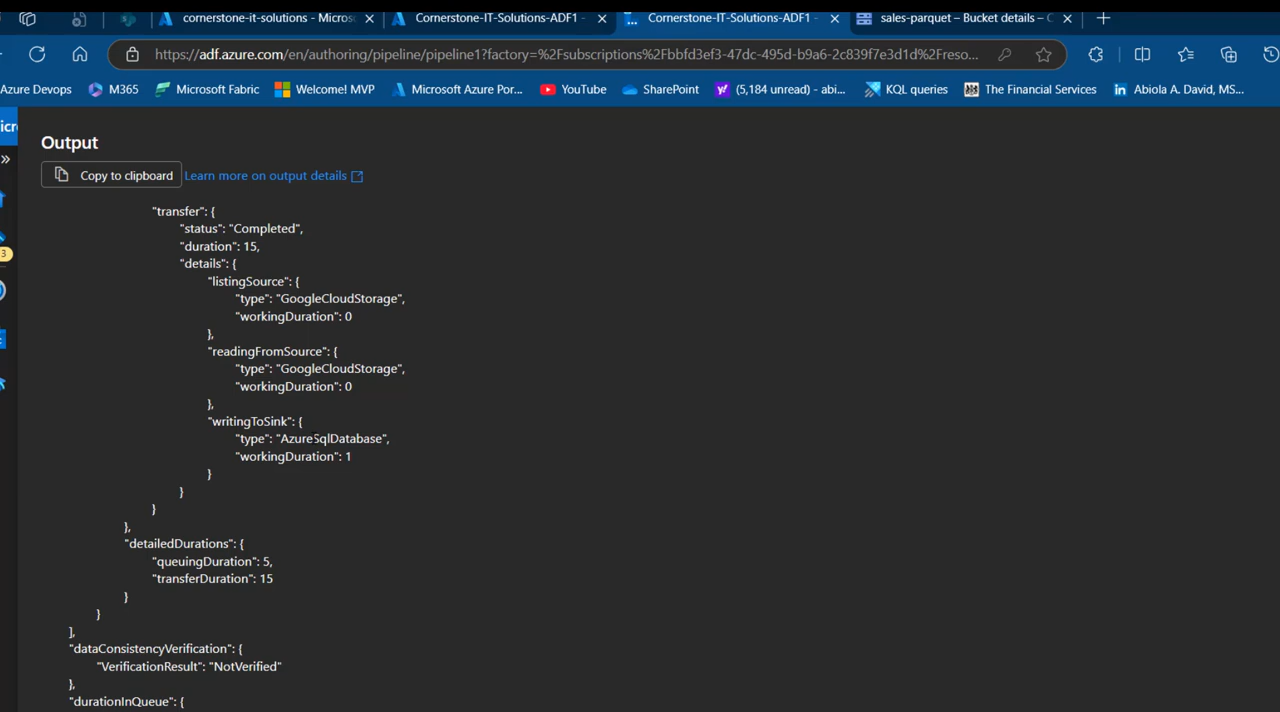 cornerstone-it-solutions - Micros
Cornerstone-IT-Solutions-ADF1 -
Cornerstone-IT-Solutions-ADF1 -
sales-parquet – Bucket details – C
https://adf.azure.com/en/authoring/pipeline/pipeline1?factory=%2Fsubscriptions%2Fbbfd3ef3-47dc-495d-b9a6-2c839f7e3d1d%2Freso...
Azure Devops
M365
Microsoft Fabric
Welcome! MVP
Microsoft Azure Por...
YouTube
SharePoint
(5,184 unread) - abi...
KQL queries
The Financial Services
Abiola A. David, MS...
icr
3
Output
Copy to clipboard
Learn more on output details
"transfer": {
"status": "Completed",
"duration": 15,
"details": {
"listingSource": {
"type": "GoogleCloudStorage",
"workingDuration": 0
},
"readingFromSource": {
"type": "GoogleCloudStorage",
"workingDuration": 0
},
"writingToSink": {
"type": "AzureSqlDatabase",
"workingDuration": 1
}
}
}
},
"detailedDurations": {
"queuingDuration": 5,
"transferDuration": 15
}
}
],
"dataConsistencyVerification": {
"VerificationResult": "NotVerified"
},
"durationInQueue": {